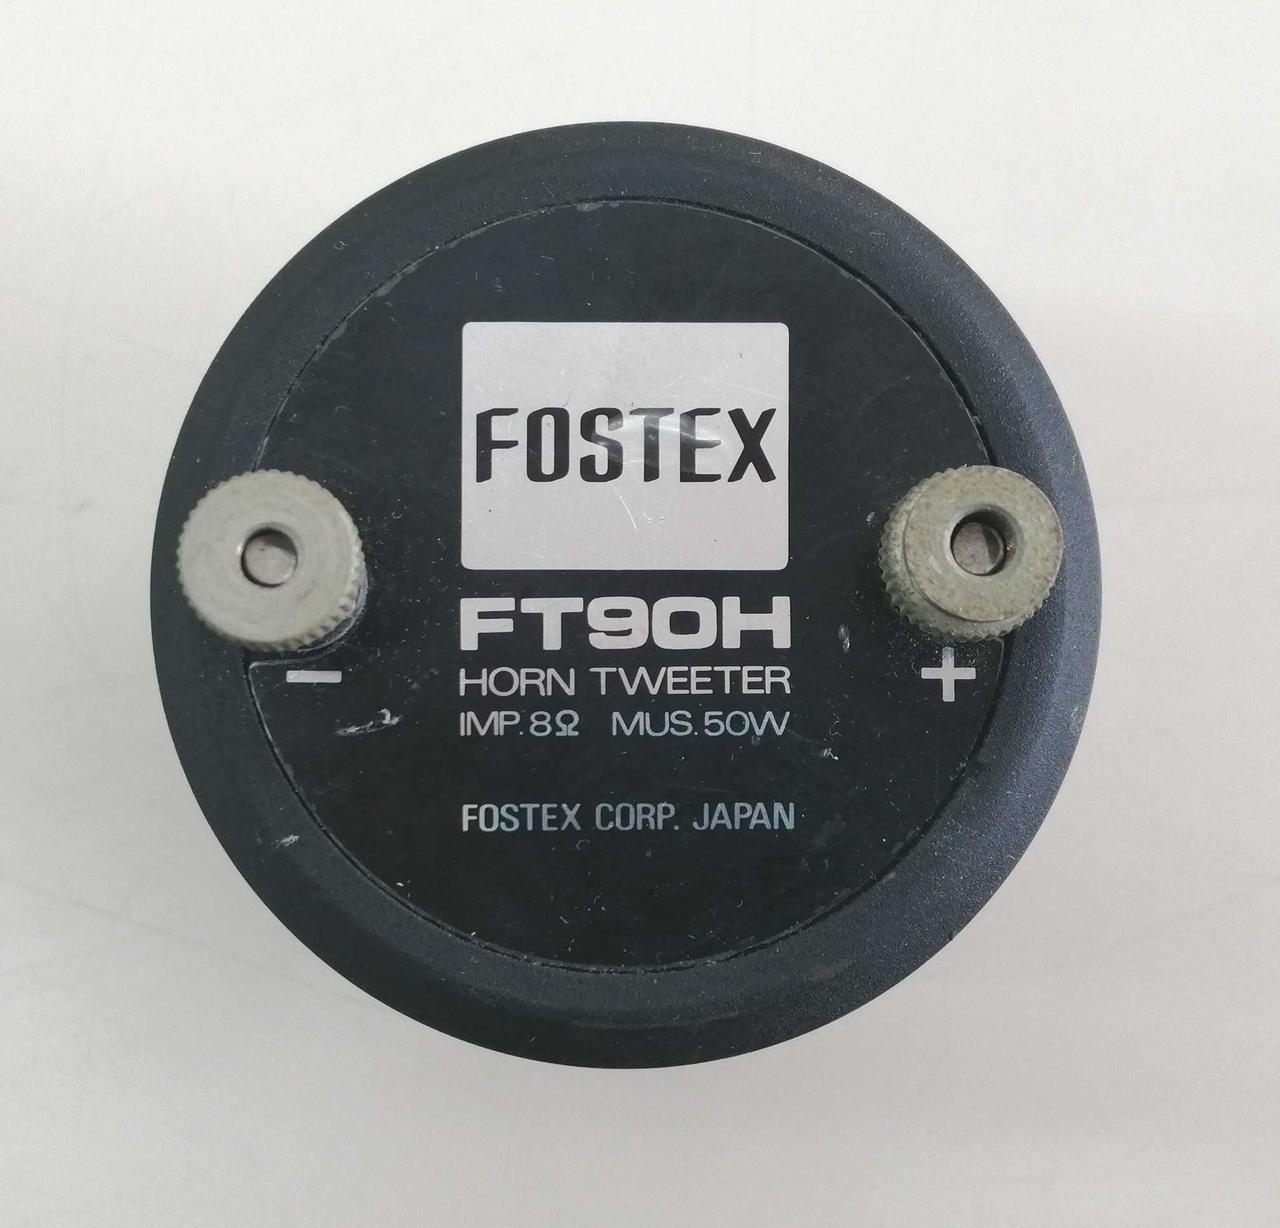 FOSTEX
FT90H
− +
HORN TWEETER
IMP.8Ω MUS.50W
FOSTEX CORP. JAPAN